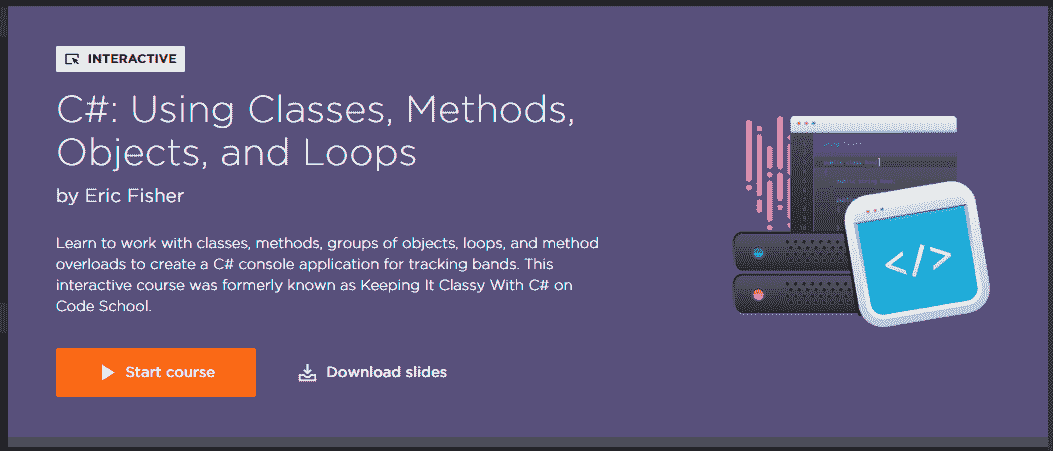 INTERACTIVE
C#: Using Classes, Methods,
Objects, and Loops
by Eric Fisher
Learn to work with classes, methods, groups of objects, loops, and method
overloads to create a C# console application for tracking bands. This
interactive course was formerly known as Keeping It Classy With C# on
Code School.
Start course
Download slides
</>